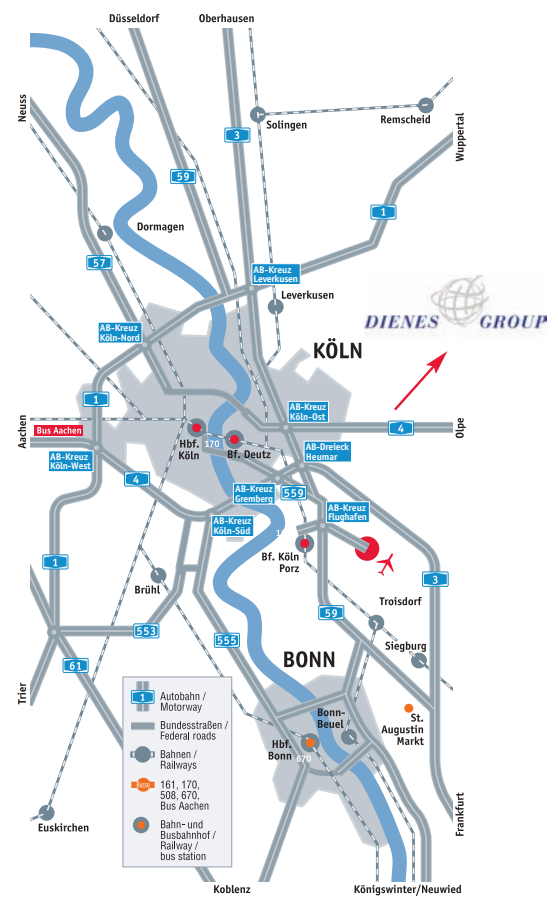 Düsseldorf
Oberhausen
Neuss
Solingen
Remscheid
Wuppertal
3
59
1
Dormagen
57
AB-Kreuz
Leverkusen
Leverkusen
DIENES GROUP
AB-Kreuz
Köln-Nord
KÖLN
1
AB-Kreuz
Köln-Ost
4
Olpe
Aachen
Bus Aachen
Hbf.
Köln
170
Bf. Deutz
AB-Kreuz
Köln-West
AB-Dreieck
Heumar
4
AB-Kreuz
Gremberg
559
AB-Kreuz
Flughafen
AB-Kreuz
Köln-Süd
1
Bf. Köln
Porz
1
Brühl
3
59
Troisdorf
553
555
Siegburg
61
BONN
Trier
Bonn-
Beuel
St.
Augustin
Markt
Hbf.
Bonn
670
1
Autobahn /
Motorway
Bundesstraßen /
Federal roads
Bahnen /
Railways
Busse
161, 170,
508, 670,
Bus Aachen
Bahn- und
Busbahnhof /
Railway /
bus station
Euskirchen
Frankfurt
Koblenz
Königswinter/Neuwied